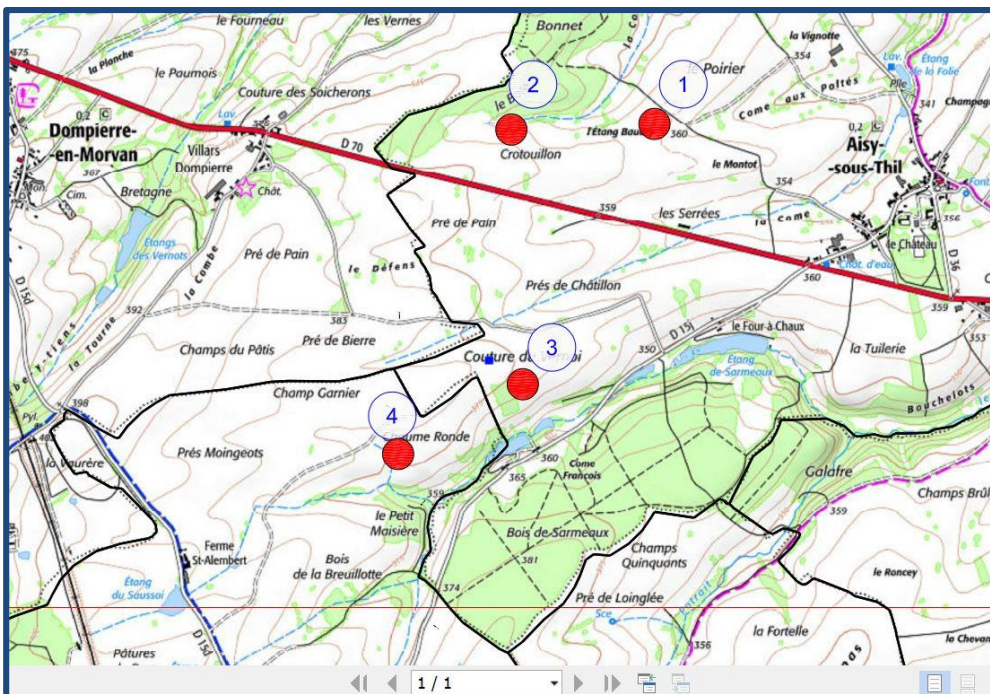 le Fourneau
les Vernes
Bonnet
la Vignotte
375
la Planche
le Paumois
2
1
le Poirier
354
Lav.
Étang
de la Folie
Couture des Soicherons
Come aux Poltés
Plle
341
Lav.
0,2 C
Dompierre-
-en-Morvan
Villars
Dompierre
D 70
Crotouillon
360
0,2 C
Aisy-
-sous-Thil
le Montot
367
Mon.
Cim.
Bretagne
Chât.
354
Font.
Étangs
des Vernots
359
les Serrées
la Come
356
Pré de Pain
Pré de Pain
le Château
la Combe
le Défens
360
Chât. d'eau
D 36
D 15d
Prés de Châtillon
359
392
383
D 15j
le Four-à-Chaux
353
la Tourne
Pré de Bierre
3
Champs du Pâtis
350
la Tuilerie
Étang
de Sarmeaux
Champ Garnier
Bouchelots
4
398
Pyl.
402
Prés Moingeots
360
Come
François
la Vaurère
365
Galafre
359
Champs Brûl
359
le Petit
Maisière
Bois de Sarmeaux
381
Champs
Quinquants
Ferme
St-Alembert
Bois
de la Breuillotte
le Roncey
Étang
du Saussoi
374
Pré de Loinglée
Sce
la Fortelle
356
le Chevan
D 15d
Pâtures
1 / 1